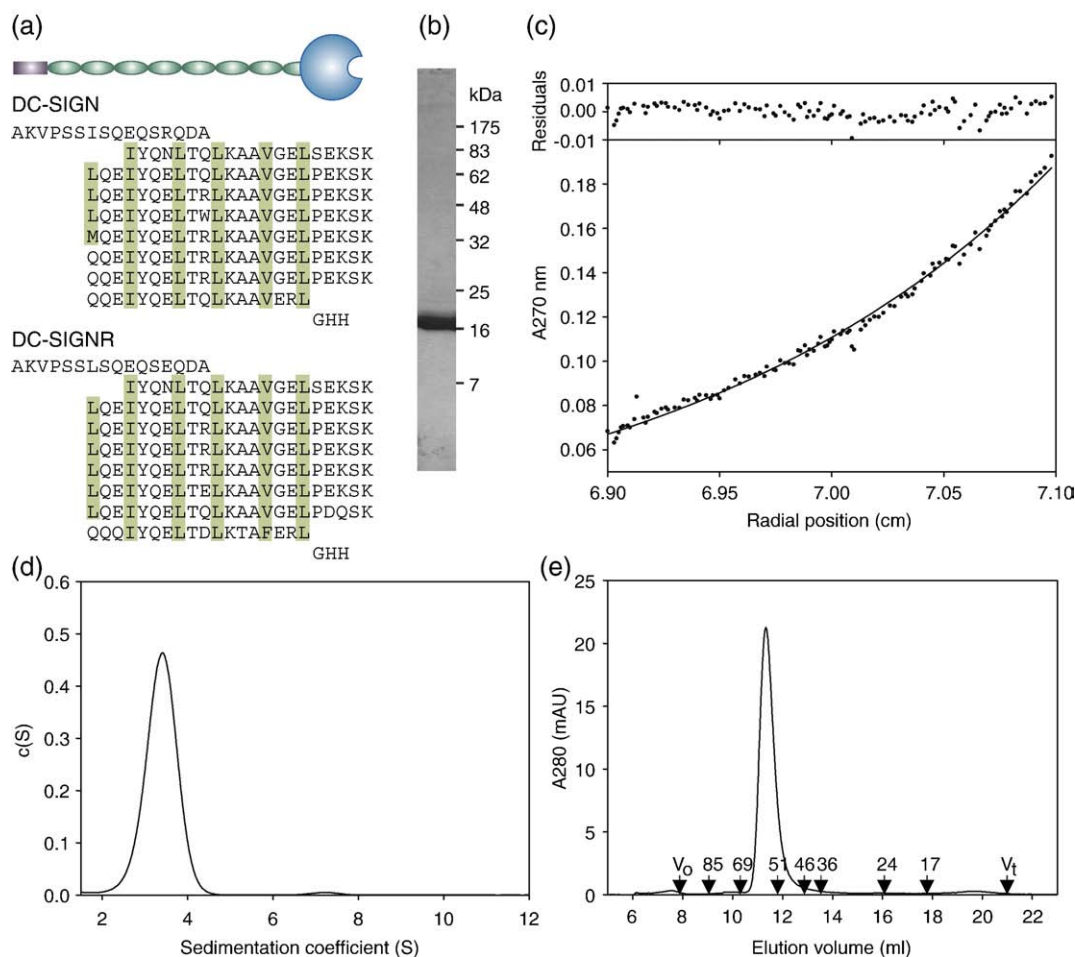 (a)
DC-SIGN
AKVPSSISQEQSRQDA
IYQNLTQLKAAVGELSEKSK
LQEIYQELTQLKAAVGELPEKSK
LQEIYQELTRLKAAVGELPEKSK
LQEIYQELTWLKAAVGELPEKSK
MQEIYQELTRLKAAVGELPEKSK
QQEIYQELTRLKAAVGELPEKSK
QQEIYQELTRLKAAVGELPEKSK
QQEIYQELTQLKAAVERL
GHH
DC-SIGNR
AKVPSSLSQEQSEQDA
IYQNLTQLKAAVGELSEKSK
LQEIYQELTQLKAAVGELPEKSK
LQEIYQELTRLKAAVGELPEKSK
LQEIYQELTRLKAAVGELPEKSK
LQEIYQELTRLKAAVGELPEKSK
LQEIYQELTELKAAVGELPEKSK
LQEIYQELTQLKAAVGELPDQSK
QQQIYQELTDLKTAFERL
GHH
(b)
kDa
175
83
62
48
32
25
16
7
(c)
Residuals
0.01
0.00
-0.01
A270 nm
0.18
0.16
0.14
0.12
0.10
0.08
0.06
6.90 6.95 7.00 7.05 7.10
Radial position (cm)
(d)
c(S)
0.6
0.5
0.4
0.3
0.2
0.1
0.0
2 4 6 8 10 12
Sedimentation coefficient (S)
(e)
A280 (mAU)
25
20
15
10
5
0
Vo 85 69 51 46 36 24 17 Vt
6 8 10 12 14 16 18 20 22
Elution volume (ml)